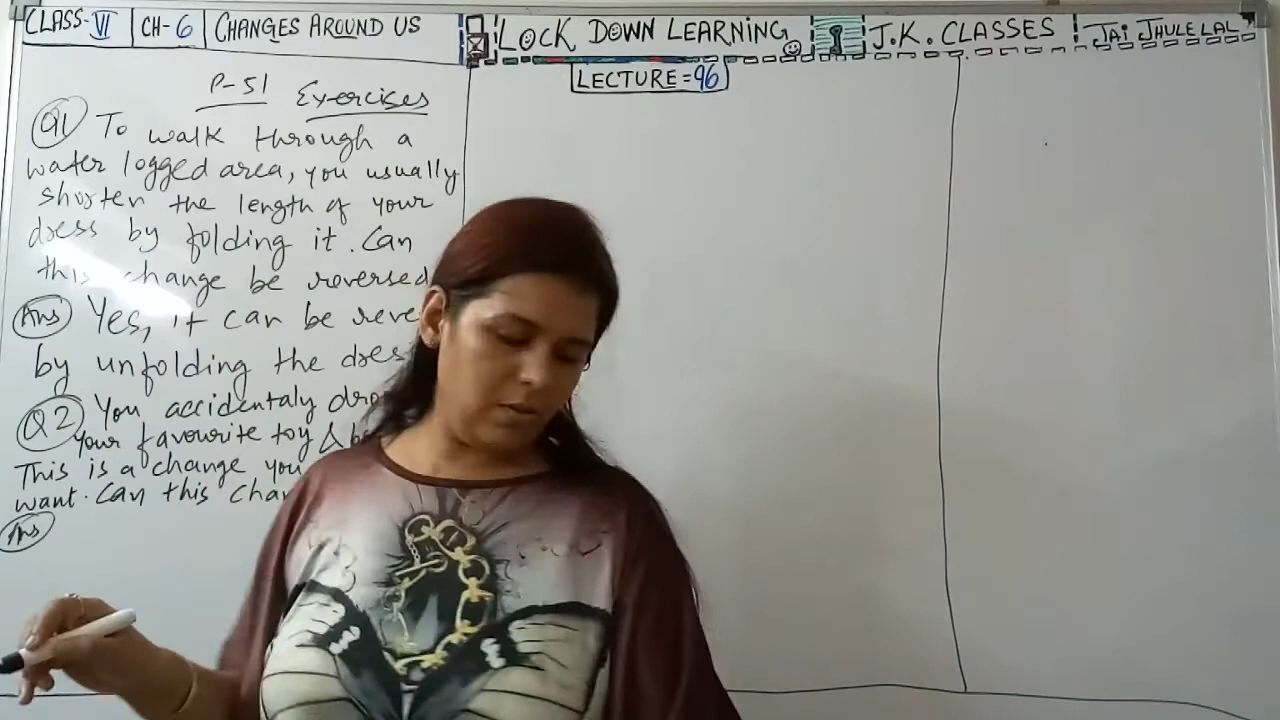 CLASS-VI CH-6 CHANGES AROUND US
LOCK DOWN LEARNING J.K. CLASSES JAI JHULELAL
LECTURE=96
P-51 Exercises
Q1 To walk through a
water logged area, you usually
shorten the length of your
dress by folding it. Can
this change be reversed
Ans Yes, it can be reve
by unfolding the dres
Q2 You accidentaly dro
your favourite toy & b
This is a change you
want. Can this cha
Ans